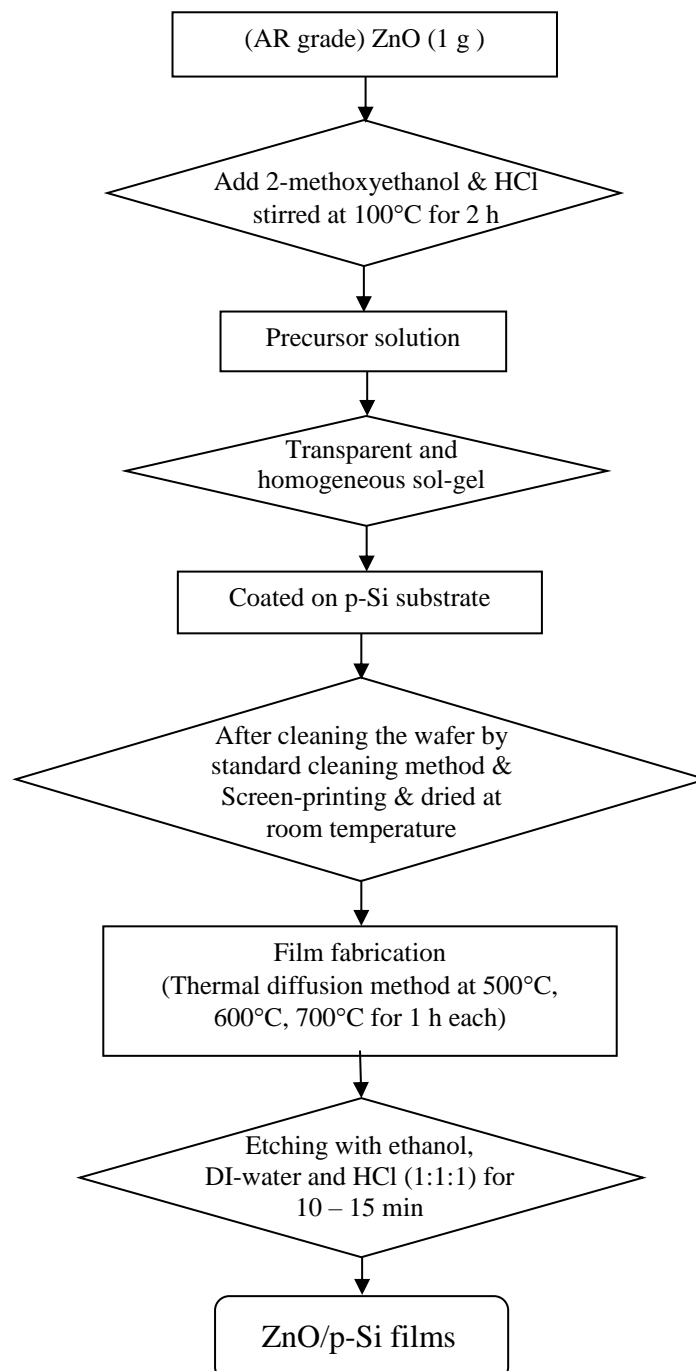 (AR grade) ZnO (1 g )
Add 2-methoxyethanol & HCl
stirred at 100°C for 2 h
Precursor solution
Transparent and
homogeneous sol-gel
Coated on p-Si substrate
After cleaning the wafer by
standard cleaning method &
Screen-printing & dried at
room temperature
Film fabrication
(Thermal diffusion method at 500°C,
600°C, 700°C for 1 h each)
Etching with ethanol,
DI-water and HCl (1:1:1) for
10 – 15 min
ZnO/p-Si films